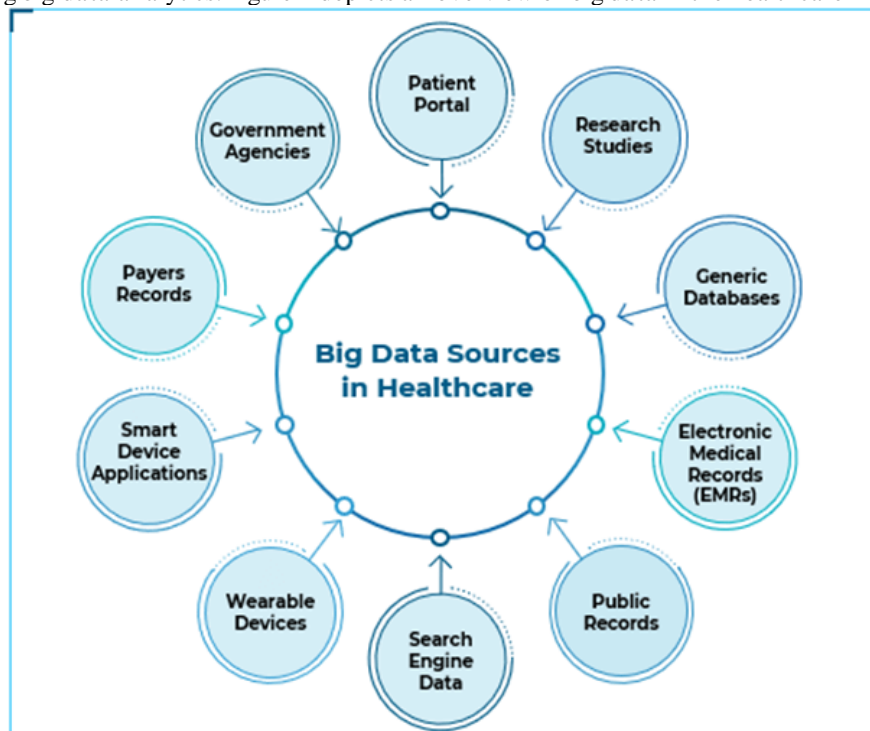 Patient
Portal
Government
Agencies
Research
Studies
Payers
Records
Generic
Databases
Big Data Sources
in Healthcare
Smart
Device
Applications
Electronic
Medical
Records
(EMRs)
Wearable
Devices
Public
Records
Search
Engine
Data